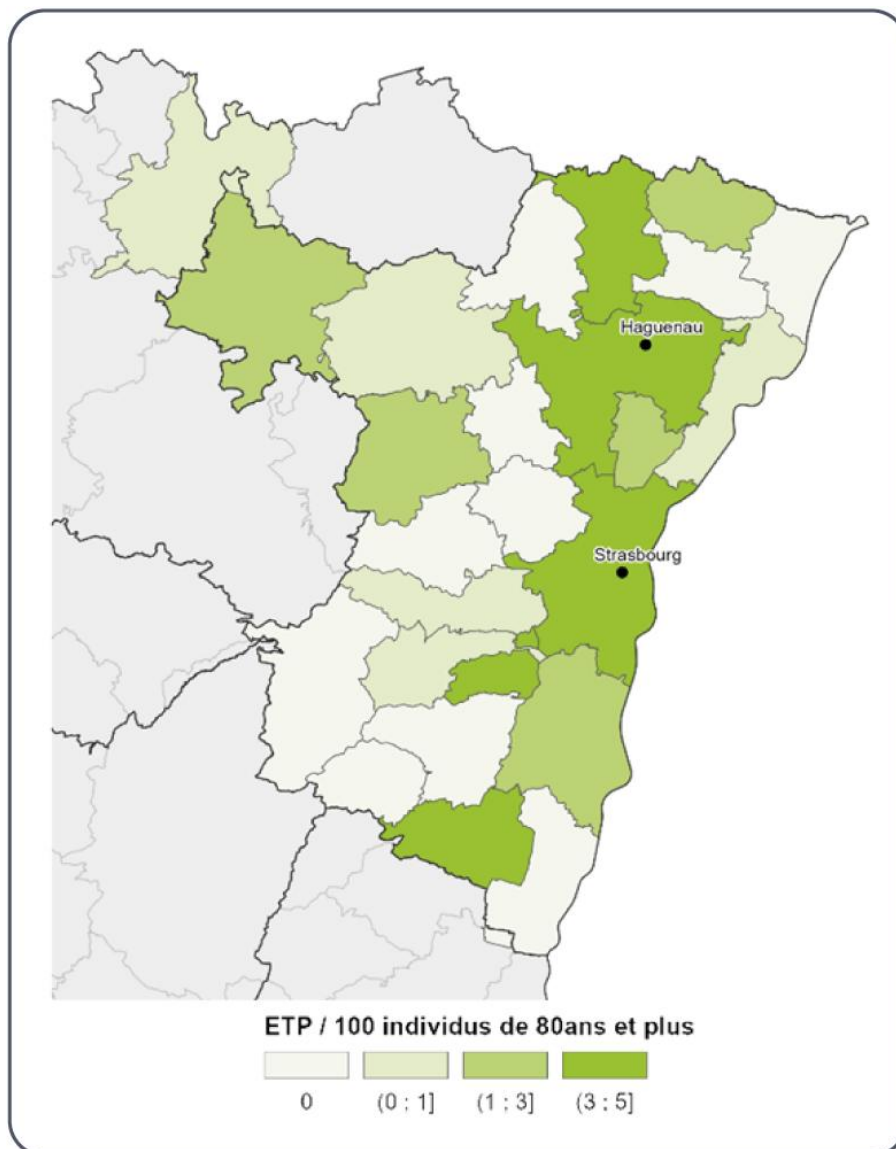 Haguenau
Strasbourg
ETP / 100 individus de 80ans et plus
0 (0 ; 1] (1 ; 3] (3 ; 5]